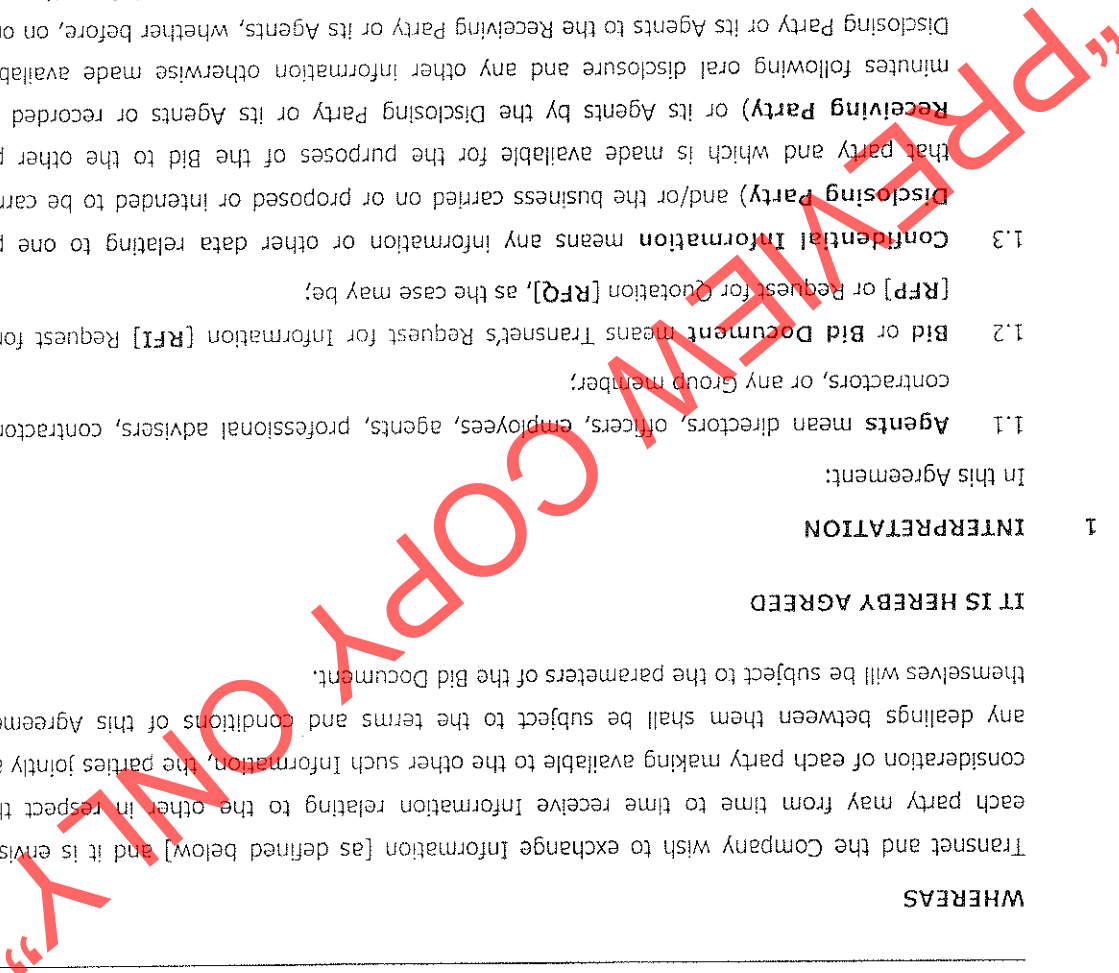 WHEREAS
Transnet and the Company wish to exchange Information [as defined below] and it is
each party may from time to time receive Information relating to the other in respect
consideration of each party making available to the other such Information, the parties jointly
any dealings between them shall be subject to the terms and conditions of this
themselves will be subject to the parameters of the Bid Document.
IT IS HEREBY AGREED
1 INTERPRETATION
In this Agreement:
1.1 Agents mean directors, officers, employees, agents, professional advisers,
contractors, or any Group member;
1.2 Bid or Bid Document means Transnet's Request for Information [RFI] Request for
[RFP] or Request for Quotation [RFQ], as the case may be;
1.3 Confidential Information means any information or other data relating to one
Disclosing Party) and/or the business carried on or proposed or intended to be
that party and which is made available for the purposes of the Bid to the other
Receiving Party) or its Agents by the Disclosing Party or its Agents or recorded
minutes following oral disclosure and any other information otherwise made
Disclosing Party or its Agents to the Receiving Party or its Agents, whether before, on
"PREVIEW COPY ONLY"